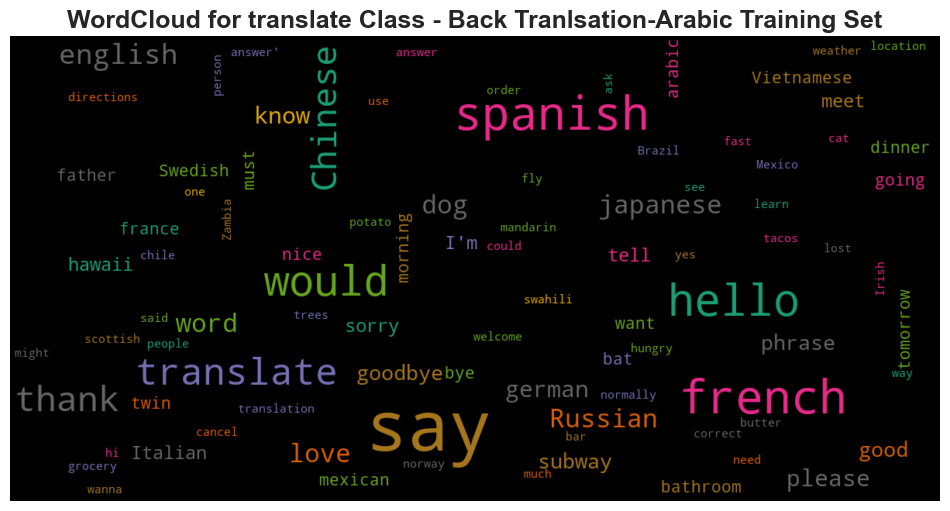 WordCloud for translate Class - Back Tranlsation-Arabic Training Set
english
person
answer'
Chinese
answer
ask
arabic
weather
location
directions
use
order
Vietnamese
meet
know
spanish
must
Brazil
fast
cat
dinner
father
Swedish
one
fly
see
Mexico
going
Zambia
potato
dog
japanese
learn
france
morning
mandarin
hawaii
chile
nice
I'm
could
tell
yes
tacos
lost
would
swahili
hello
Irish
tomorrow
said
word
trees
sorry
want
scottish
people
welcome
hungry
phrase
might
translate
goodbye
bye
bat
way
thank
twin
translation
german
normally
french
cancel
say
Russian
butter
correct
hi
Italian
love
bar
good
grocery
norway
subway
need
much
wanna
mexican
bathroom
please